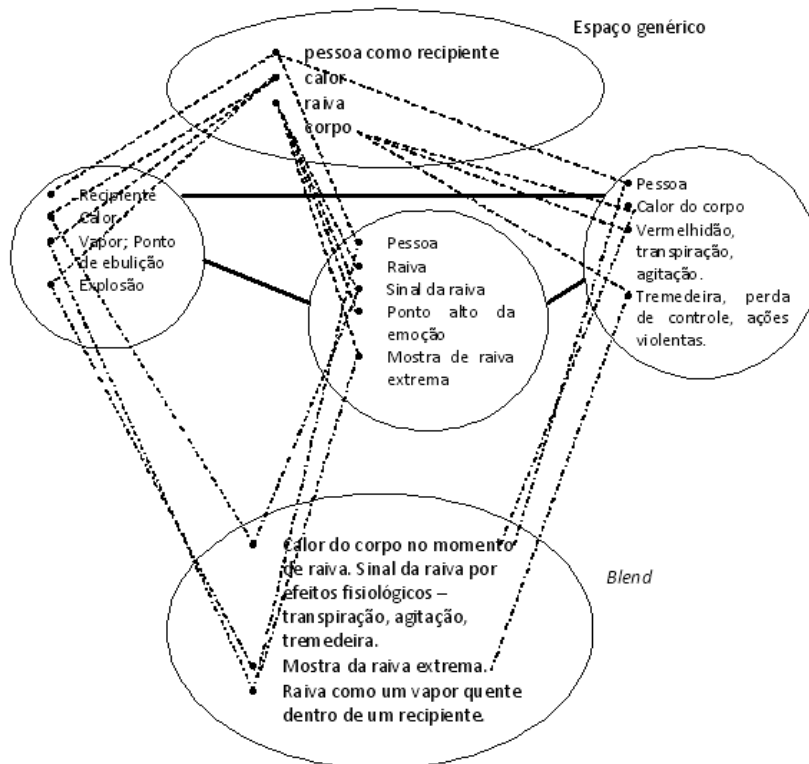 Espaço genérico
pessoa como recipiente
calor
raiva
corpo
Recipiente
Calor
Vapor; Ponto
de ebulição
Explosão
Pessoa
Raiva
Sinal da raiva
Ponto alto da
emoção
Mostra de raiva
extrema
Pessoa
Calor do corpo
Vermelhidão,
transpiração,
agitação.
Tremedeira, perda
de controle, ações
violentas.
Calor do corpo no momento
de raiva. Sinal da raiva por
efeitos fisiológicos –
transpiração, agitação,
tremedeira.
Mostra da raiva extrema.
Raiva como um vapor quente
dentro de um recipiente.
Blend